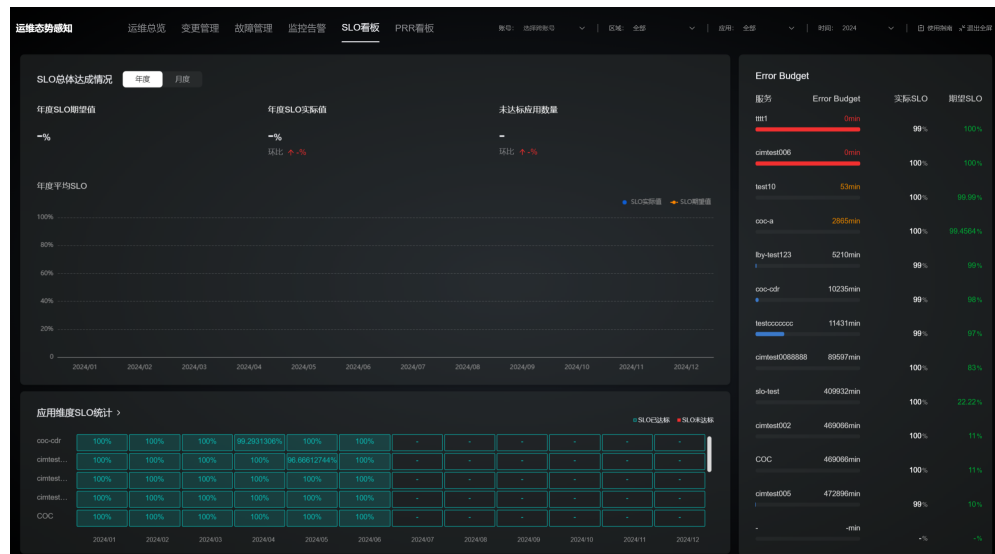 运维态势感知 运维总览 变更管理 故障管理 监控告警 SLO看板 PRR看板 账号: 选择跨账号 区域: 全部 应用: 全部 时间: 2024 使用指南 退出全屏
SLO总体达成情况 年度 月度
年度SLO期望值 年度SLO实际值 未达标应用数量
-% -% -
环比 -% 环比 -%
年度平均SLO
SLO实际值 SLO期望值
100%
80%
60%
40%
20%
0
2024/01 2024/02 2024/03 2024/04 2024/05 2024/06 2024/07 2024/08 2024/09 2024/10 2024/11 2024/12
应用维度SLO统计 >
SLO已达标 SLO未达标
coc-cdr 100% 100% 100% 99.2931306% 100% 100% - - - - - -
cimtest... 100% 100% 100% 100% 96.66612744% 100% - - - - - -
cimtest... 100% 100% 100% 100% 100% 100% - - - - - -
cimtest... 100% 100% 100% 100% 100% 100% - - - - - -
COC 100% 100% 100% 100% 100% 100% - - - - - -
2024/01 2024/02 2024/03 2024/04 2024/05 2024/06 2024/07 2024/08 2024/09 2024/10 2024/11 2024/12
Error Budget
服务 Error Budget 实际SLO 期望SLO
tttt1 0min 99% 100%
cimtest006 0min 100% 100%
test10 53min 100% 99.99%
coc-a 2865min 100% 99.4564%
lby-test123 5210min 99% 99%
coc-cdr 10235min 99% 98%
testccccccc 11431min 99% 97%
cimtest0088888 89597min 100% 83%
slo-test 409932min 100% 22.22%
cimtest002 469066min 100% 11%
COC 469066min 100% 11%
cimtest005 472896min 99% 10%
- -min -% -%